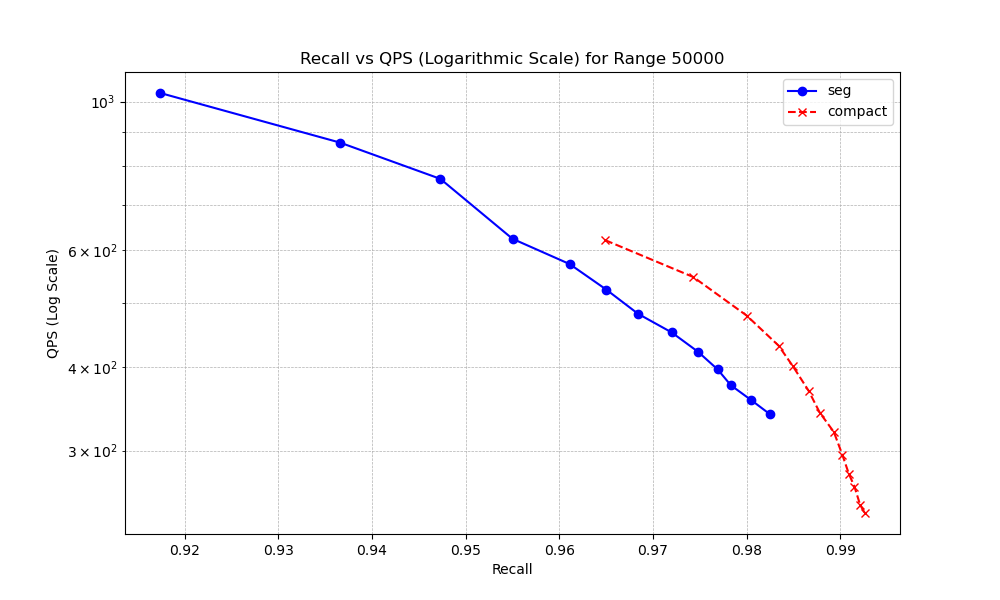 Recall vs QPS (Logarithmic Scale) for Range 50000
seg
compact
10³
6 × 10²
4 × 10²
3 × 10²
QPS (Log Scale)
0.92 0.93 0.94 0.95 0.96 0.97 0.98 0.99
Recall